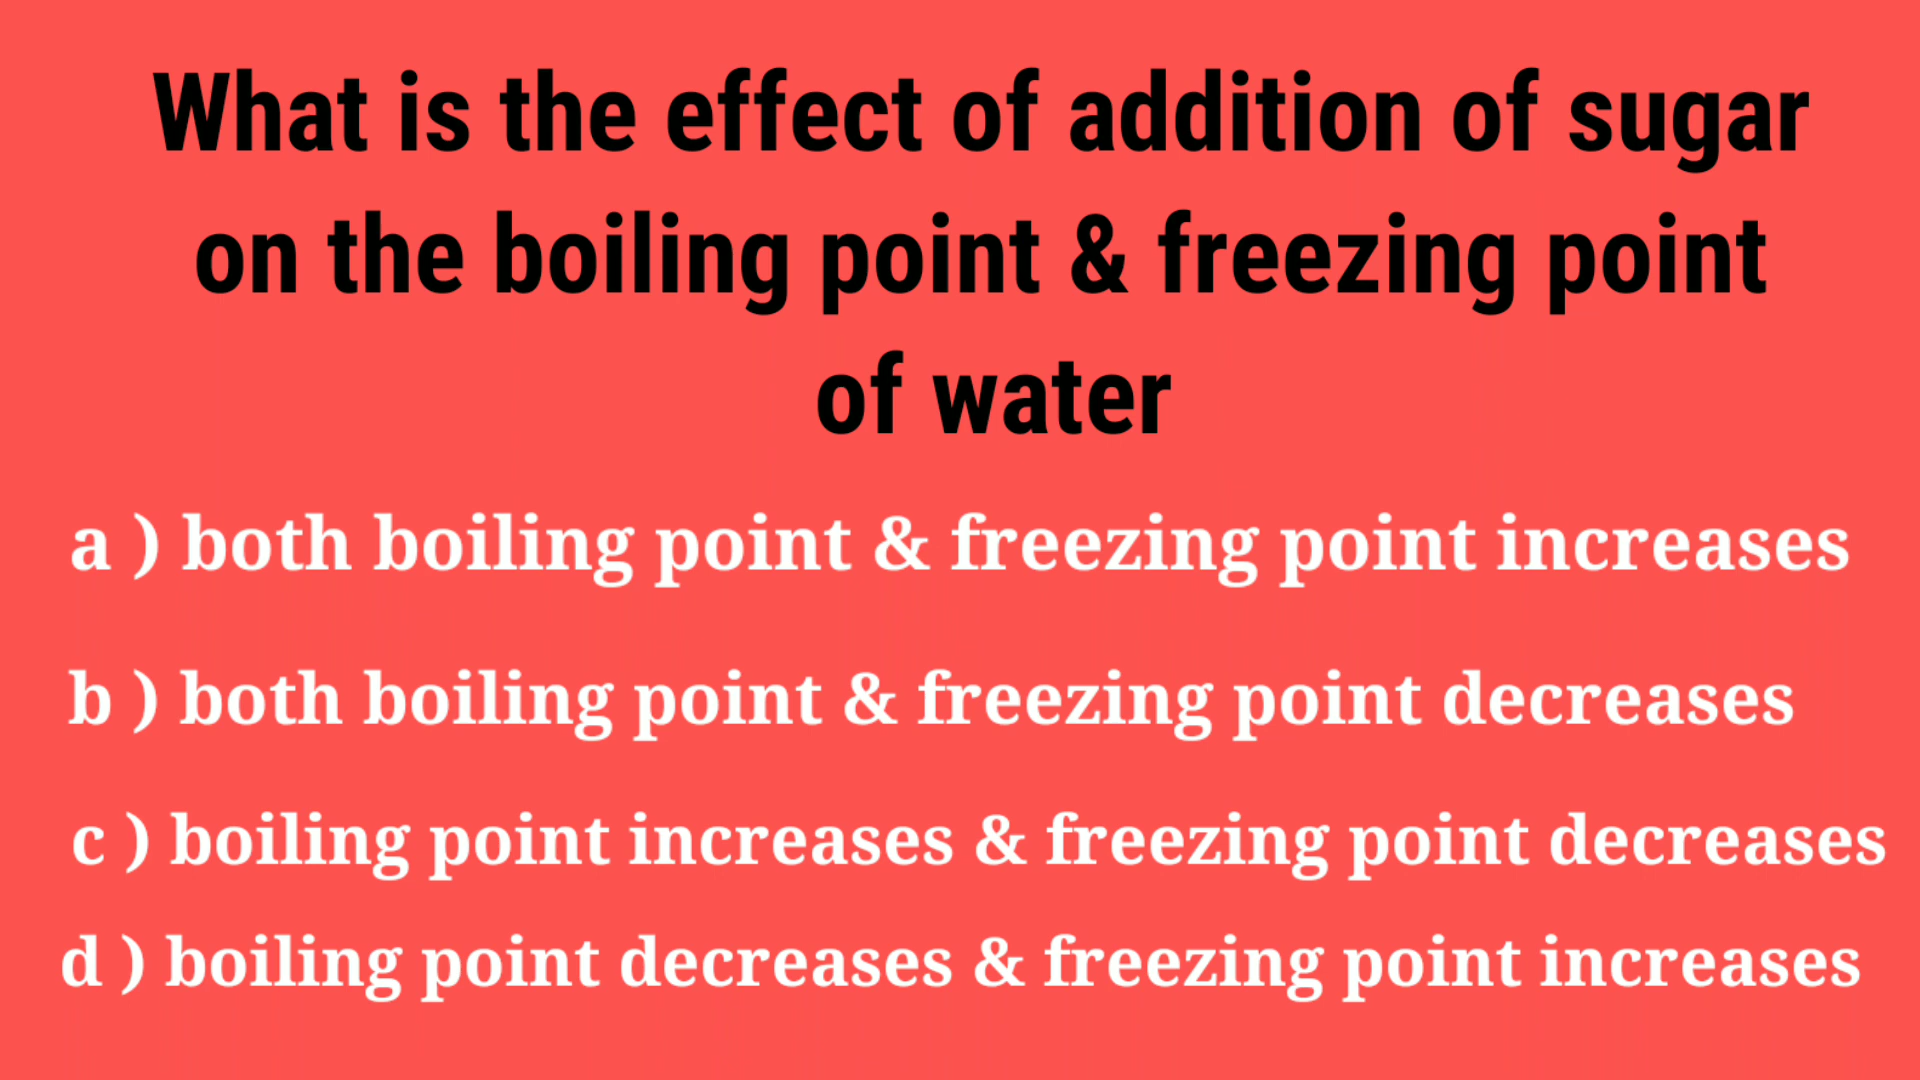 What is the effect of addition of sugar
on the boiling point & freezing point
of water
a ) both boiling point & freezing point increases
b ) both boiling point & freezing point decreases
c ) boiling point increases & freezing point decreases
d ) boiling point decreases & freezing point increases